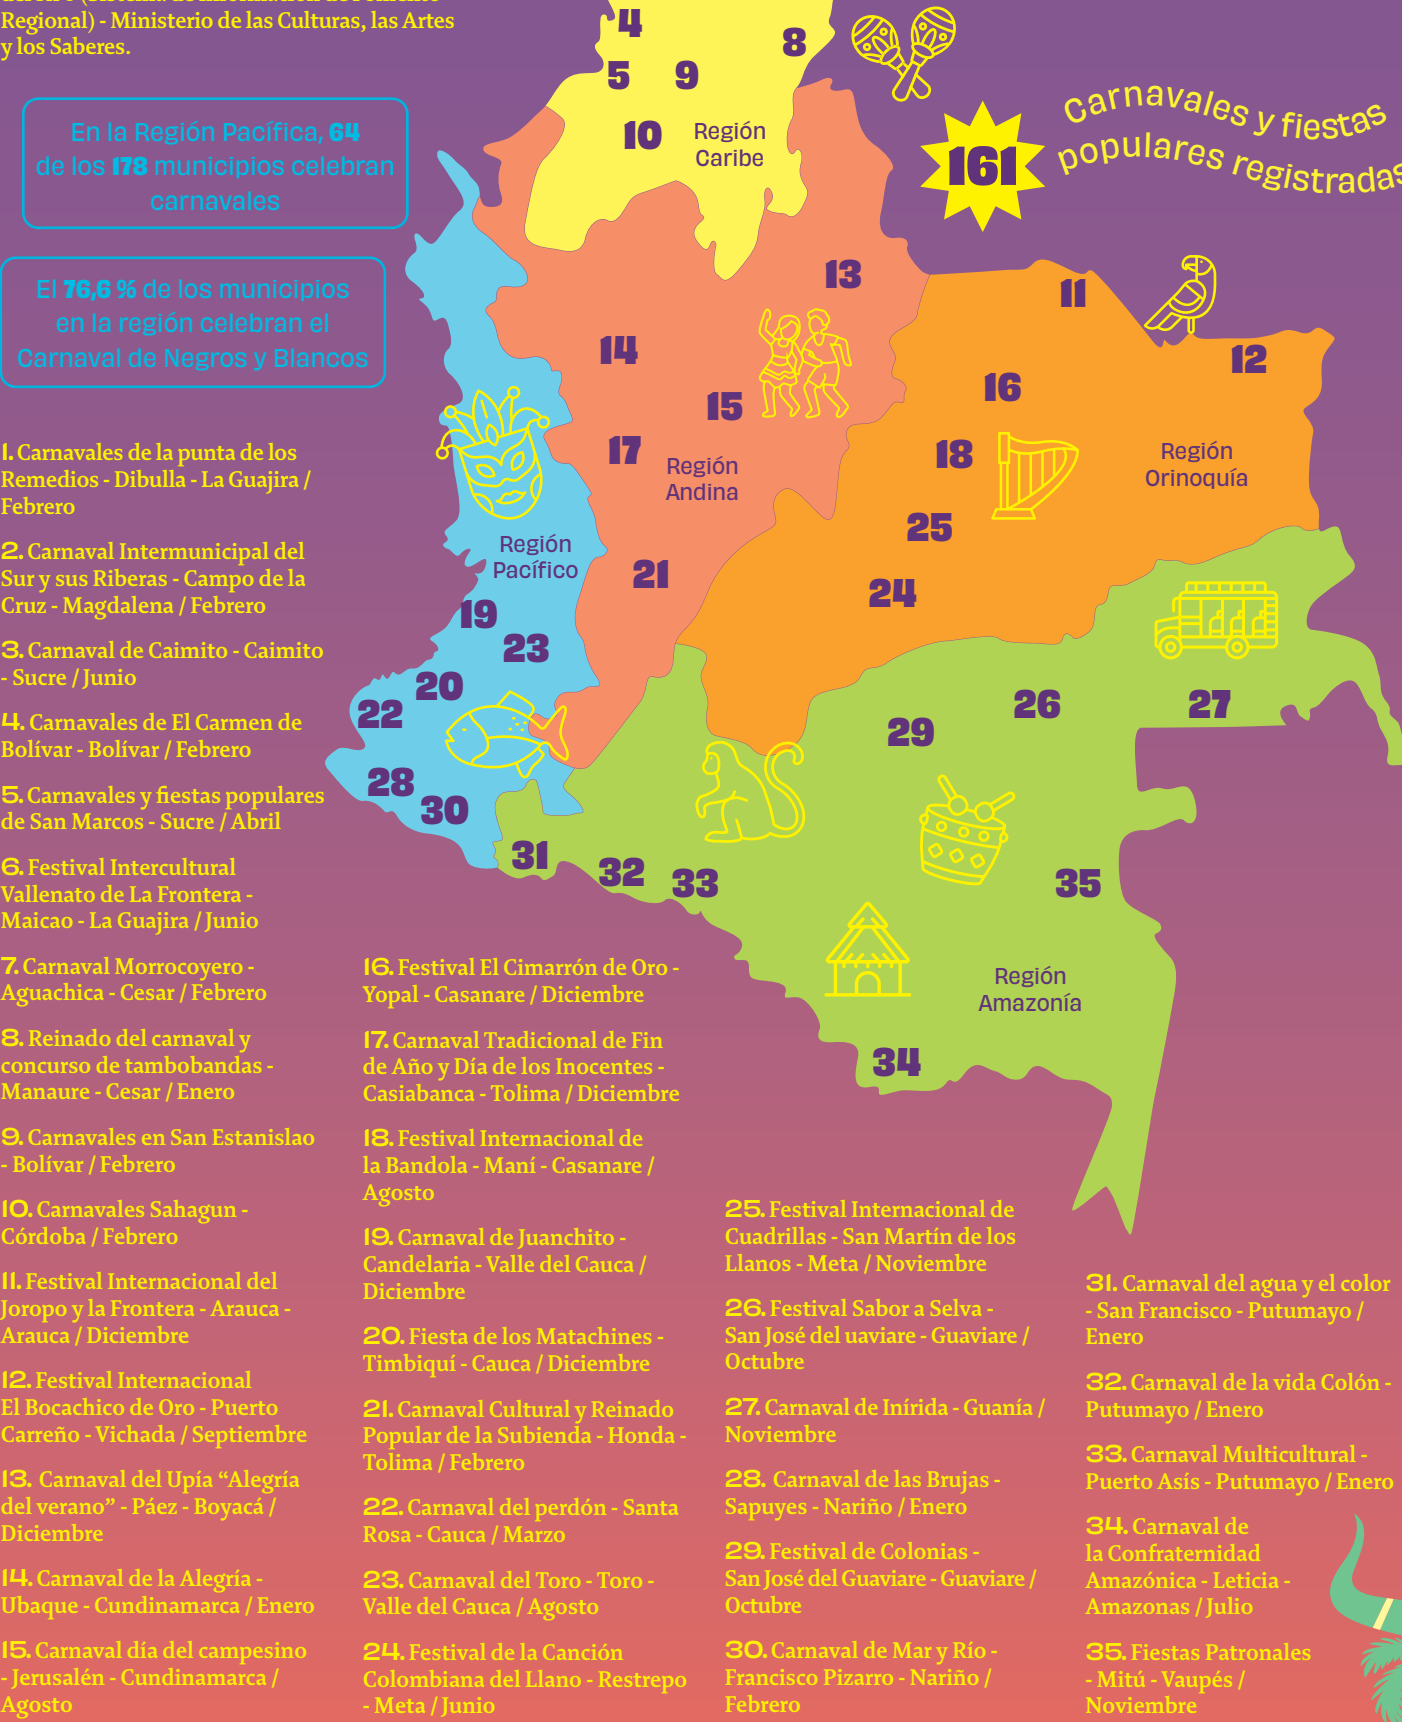 Regional) - Ministerio de las Culturas, las Artes
y los Saberes.
En la Región Pacífica, 64
de los 178 municipios celebran
carnavales
El 76,6 % de los municipios
en la región celebran el
Carnaval de Negros y Blancos
161
Carnavales y fiestas
populares registradas
4
8
5
9
10
Región
Caribe
13
11
14
12
16
15
17
18
Región
Andina
Región
Orinoquía
25
Región
Pacífico
21
24
19
23
20
22
26
27
29
28
30
31
32
33
35
Región
Amazonía
34
1. Carnavales de la punta de los
Remedios - Dibulla - La Guajira /
Febrero
2. Carnaval Intermunicipal del
Sur y sus Riberas - Campo de la
Cruz - Magdalena / Febrero
3. Carnaval de Caimito - Caimito
- Sucre / Junio
4. Carnavales de El Carmen de
Bolívar - Bolívar / Febrero
5. Carnavales y fiestas populares
de San Marcos - Sucre / Abril
6. Festival Intercultural
Vallenato de La Frontera -
Maicao - La Guajira / Junio
7. Carnaval Morrocoyero -
Aguachica - Cesar / Febrero
8. Reinado del carnaval y
concurso de tambobandas -
Manaure - Cesar / Enero
9. Carnavales en San Estanislao
- Bolívar / Febrero
10. Carnavales Sahagun -
Córdoba / Febrero
11. Festival Internacional del
Joropo y la Frontera - Arauca -
Arauca / Diciembre
12. Festival Internacional
El Bocachico de Oro - Puerto
Carreño - Vichada / Septiembre
13. Carnaval del Upía “Alegría
del verano” - Páez - Boyacá /
Diciembre
14. Carnaval de la Alegría -
Ubaque - Cundinamarca / Enero
15. Carnaval día del campesino
- Jerusalén - Cundinamarca /
Agosto
16. Festival El Cimarrón de Oro -
Yopal - Casanare / Diciembre
17. Carnaval Tradicional de Fin
de Año y Día de los Inocentes -
Casiabanca - Tolima / Diciembre
18. Festival Internacional de
la Bandola - Maní - Casanare /
Agosto
19. Carnaval de Juanchito -
Candelaria - Valle del Cauca /
Diciembre
20. Fiesta de los Matachines -
Timbiquí - Cauca / Diciembre
21. Carnaval Cultural y Reinado
Popular de la Subienda - Honda -
Tolima / Febrero
22. Carnaval del perdón - Santa
Rosa - Cauca / Marzo
23. Carnaval del Toro - Toro -
Valle del Cauca / Agosto
24. Festival de la Canción
Colombiana del Llano - Restrepo
- Meta / Junio
25. Festival Internacional de
Cuadrillas - San Martín de los
Llanos - Meta / Noviembre
26. Festival Sabor a Selva -
San José del uaviare - Guaviare /
Octubre
27. Carnaval de Inírida - Guanía /
Noviembre
28. Carnaval de las Brujas -
Sapuyes - Nariño / Enero
29. Festival de Colonias -
San José del Guaviare - Guaviare /
Octubre
30. Carnaval de Mar y Río -
Francisco Pizarro - Nariño /
Febrero
31. Carnaval del agua y el color
- San Francisco - Putumayo /
Enero
32. Carnaval de la vida Colón -
Putumayo / Enero
33. Carnaval Multicultural -
Puerto Asís - Putumayo / Enero
34. Carnaval de
la Confraternidad
Amazónica - Leticia -
Amazonas / Julio
35. Fiestas Patronales
- Mitú - Vaupés /
Noviembre